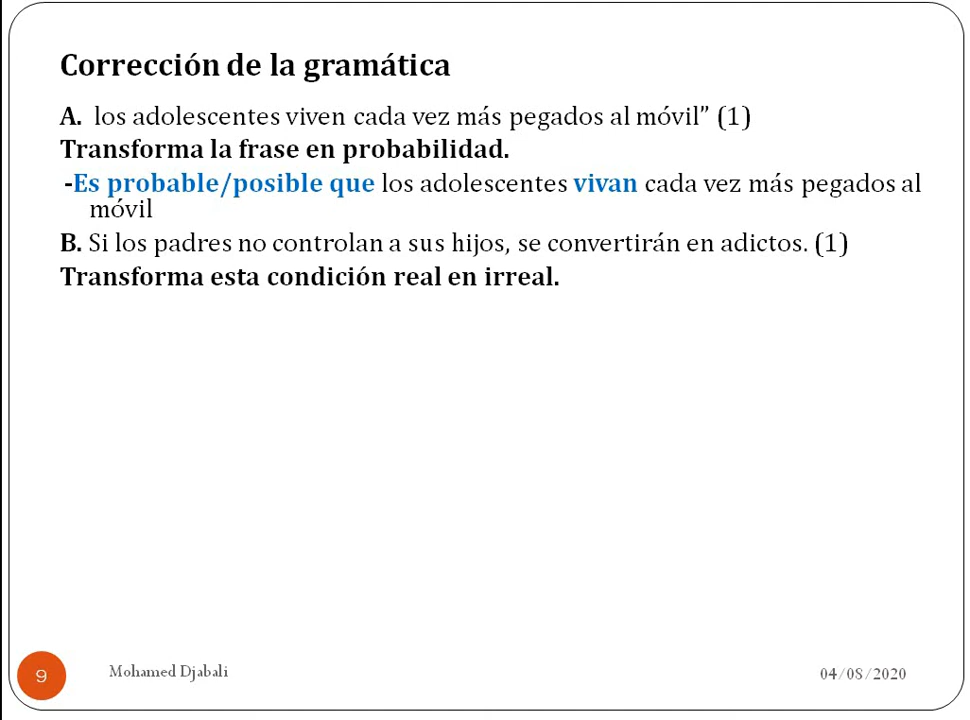 Corrección de la gramática
A. los adolescentes viven cada vez más pegados al móvil” (1)
Transforma la frase en probabilidad.
-Es probable/posible que los adolescentes vivan cada vez más pegados al
móvil
B. Si los padres no controlan a sus hijos, se convertirán en adictos. (1)
Transforma esta condición real en irreal.
9
Mohamed Djabali
04/08/2020